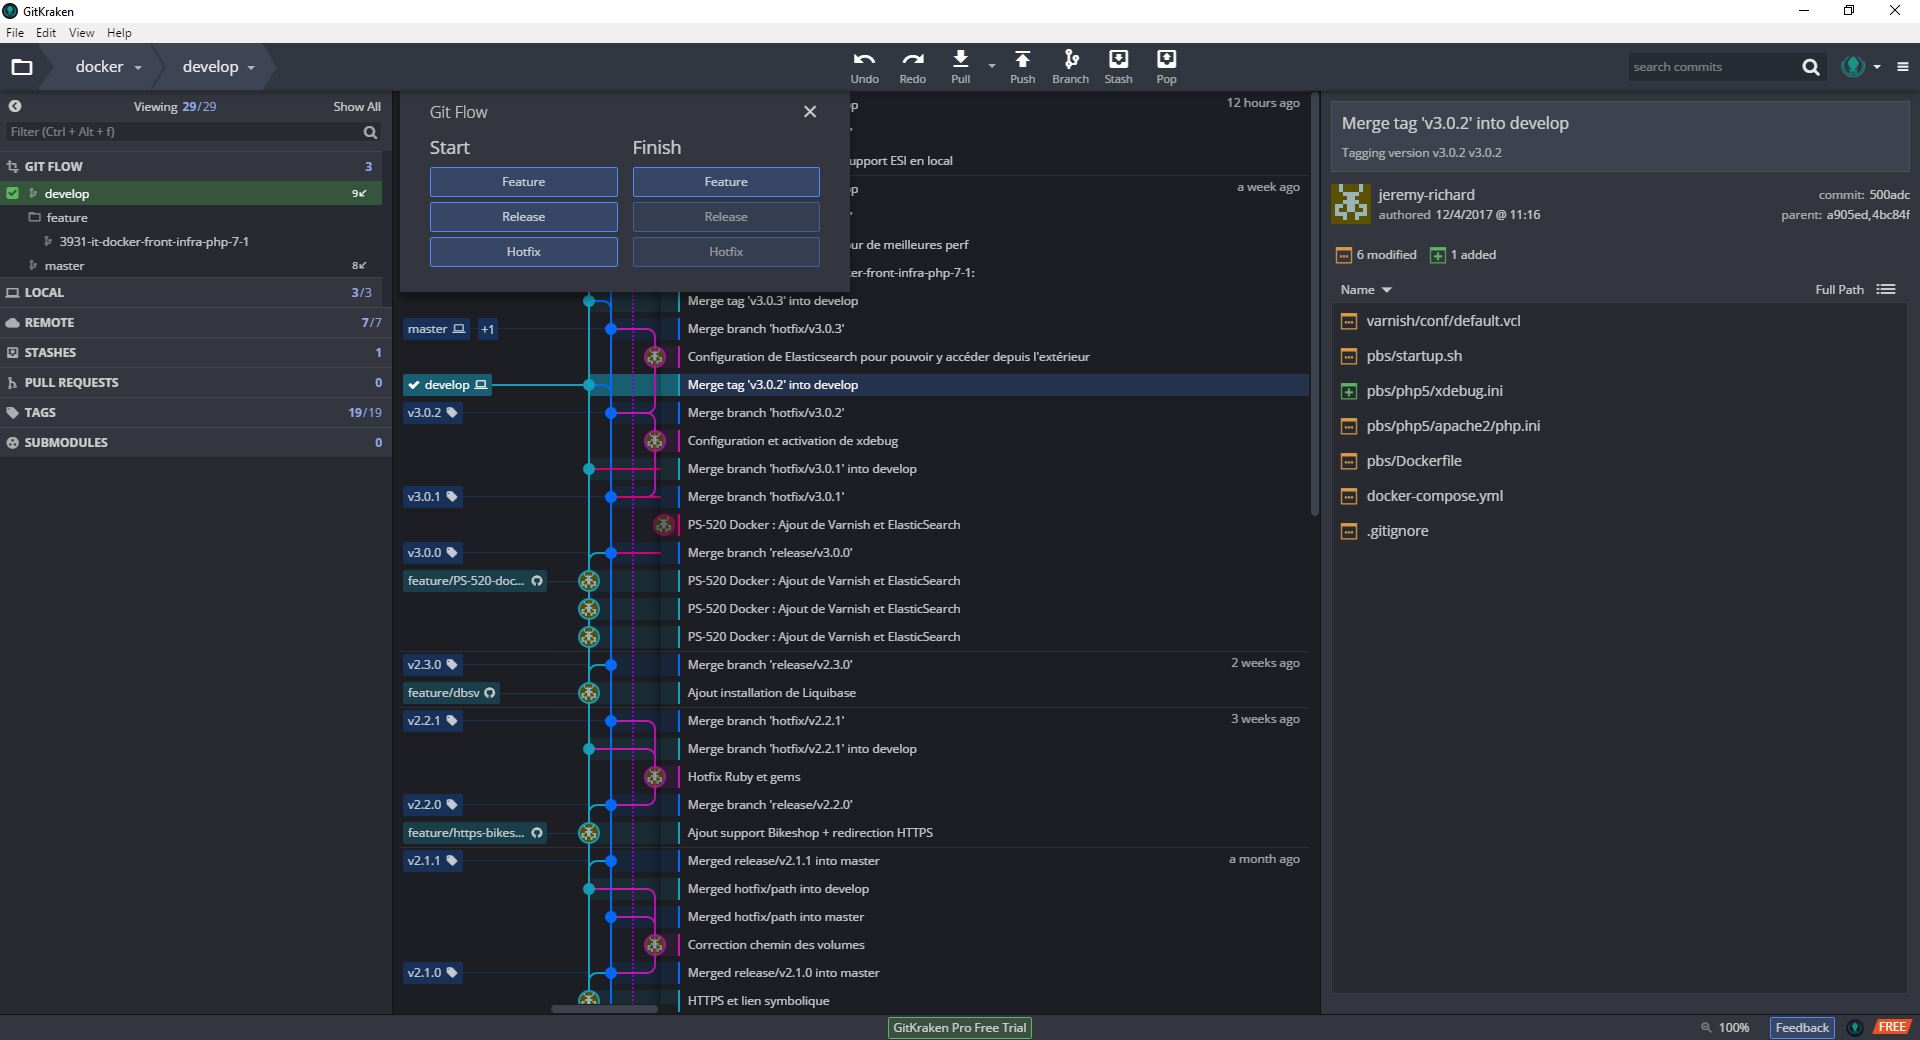 GitKraken
File Edit View Help
docker
develop
Undo
Redo
Pull
Push
Branch
Stash
Pop
search commits
Viewing 29/29
Show All
Filter (Ctrl + Alt + f)
GIT FLOW 3
develop 9
feature
3931-it-docker-front-infra-php-7-1
master 8
LOCAL 3/3
REMOTE 7/7
STASHES 1
PULL REQUESTS 0
TAGS 19/19
SUBMODULES 0
Git Flow
Start
Finish
Feature
Feature
Release
Release
Hotfix
Hotfix
op 12 hours ago
'
upport ESI en local
op a week ago
'
ur de meilleures perf
er-front-infra-php-7-1:
Merge tag 'v3.0.3' into develop
master +1 Merge branch 'hotfix/v3.0.3'
Configuration de Elasticsearch pour pouvoir y accéder depuis l'extérieur
develop Merge tag 'v3.0.2' into develop
v3.0.2 Merge branch 'hotfix/v3.0.2'
Configuration et activation de xdebug
Merge branch 'hotfix/v3.0.1' into develop
v3.0.1 Merge branch 'hotfix/v3.0.1'
PS-520 Docker : Ajout de Varnish et ElasticSearch
v3.0.0 Merge branch 'release/v3.0.0'
feature/PS-520-doc... PS-520 Docker : Ajout de Varnish et ElasticSearch
PS-520 Docker : Ajout de Varnish et ElasticSearch
PS-520 Docker : Ajout de Varnish et ElasticSearch
v2.3.0 Merge branch 'release/v2.3.0' 2 weeks ago
feature/dbsv Ajout installation de Liquibase
v2.2.1 Merge branch 'hotfix/v2.2.1' 3 weeks ago
Merge branch 'hotfix/v2.2.1' into develop
Hotfix Ruby et gems
v2.2.0 Merge branch 'release/v2.2.0'
feature/https-bikes... Ajout support Bikeshop + redirection HTTPS
v2.1.1 Merged release/v2.1.1 into master a month ago
Merged hotfix/path into develop
Merged hotfix/path into master
Correction chemin des volumes
v2.1.0 Merged release/v2.1.0 into master
HTTPS et lien symbolique
Merge tag 'v3.0.2' into develop
Tagging version v3.0.2 v3.0.2
jeremy-richard
authored 12/4/2017 @ 11:16
commit: 500adc
parent: a905ed,4bc84f
6 modified 1 added
Name Full Path
varnish/conf/default.vcl
pbs/startup.sh
pbs/php5/xdebug.ini
pbs/php5/apache2/php.ini
pbs/Dockerfile
docker-compose.yml
.gitignore
GitKraken Pro Free Trial
100%
Feedback
FREE